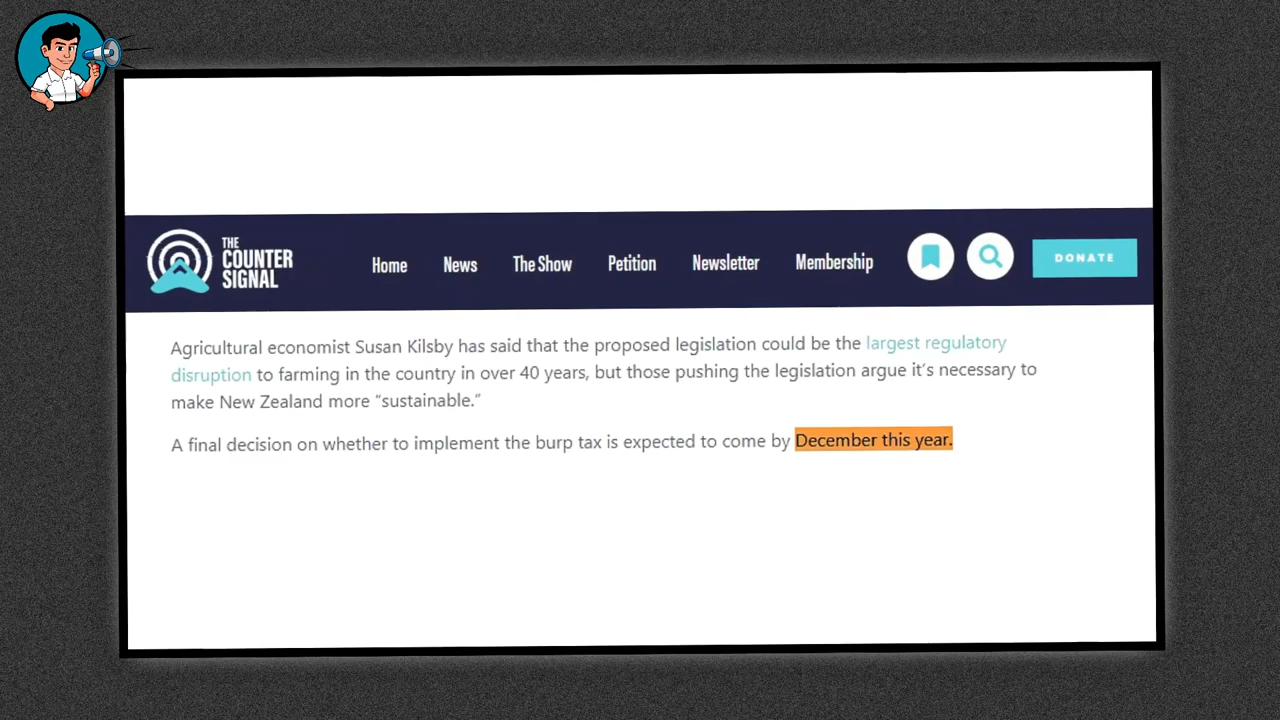 THE
COUNTER
SIGNAL
Home News The Show Petition Newsletter Membership DONATE
Agricultural economist Susan Kilsby has said that the proposed legislation could be the largest regulatory
disruption to farming in the country in over 40 years, but those pushing the legislation argue it’s necessary to
make New Zealand more “sustainable.”
A final decision on whether to implement the burp tax is expected to come by December this year.